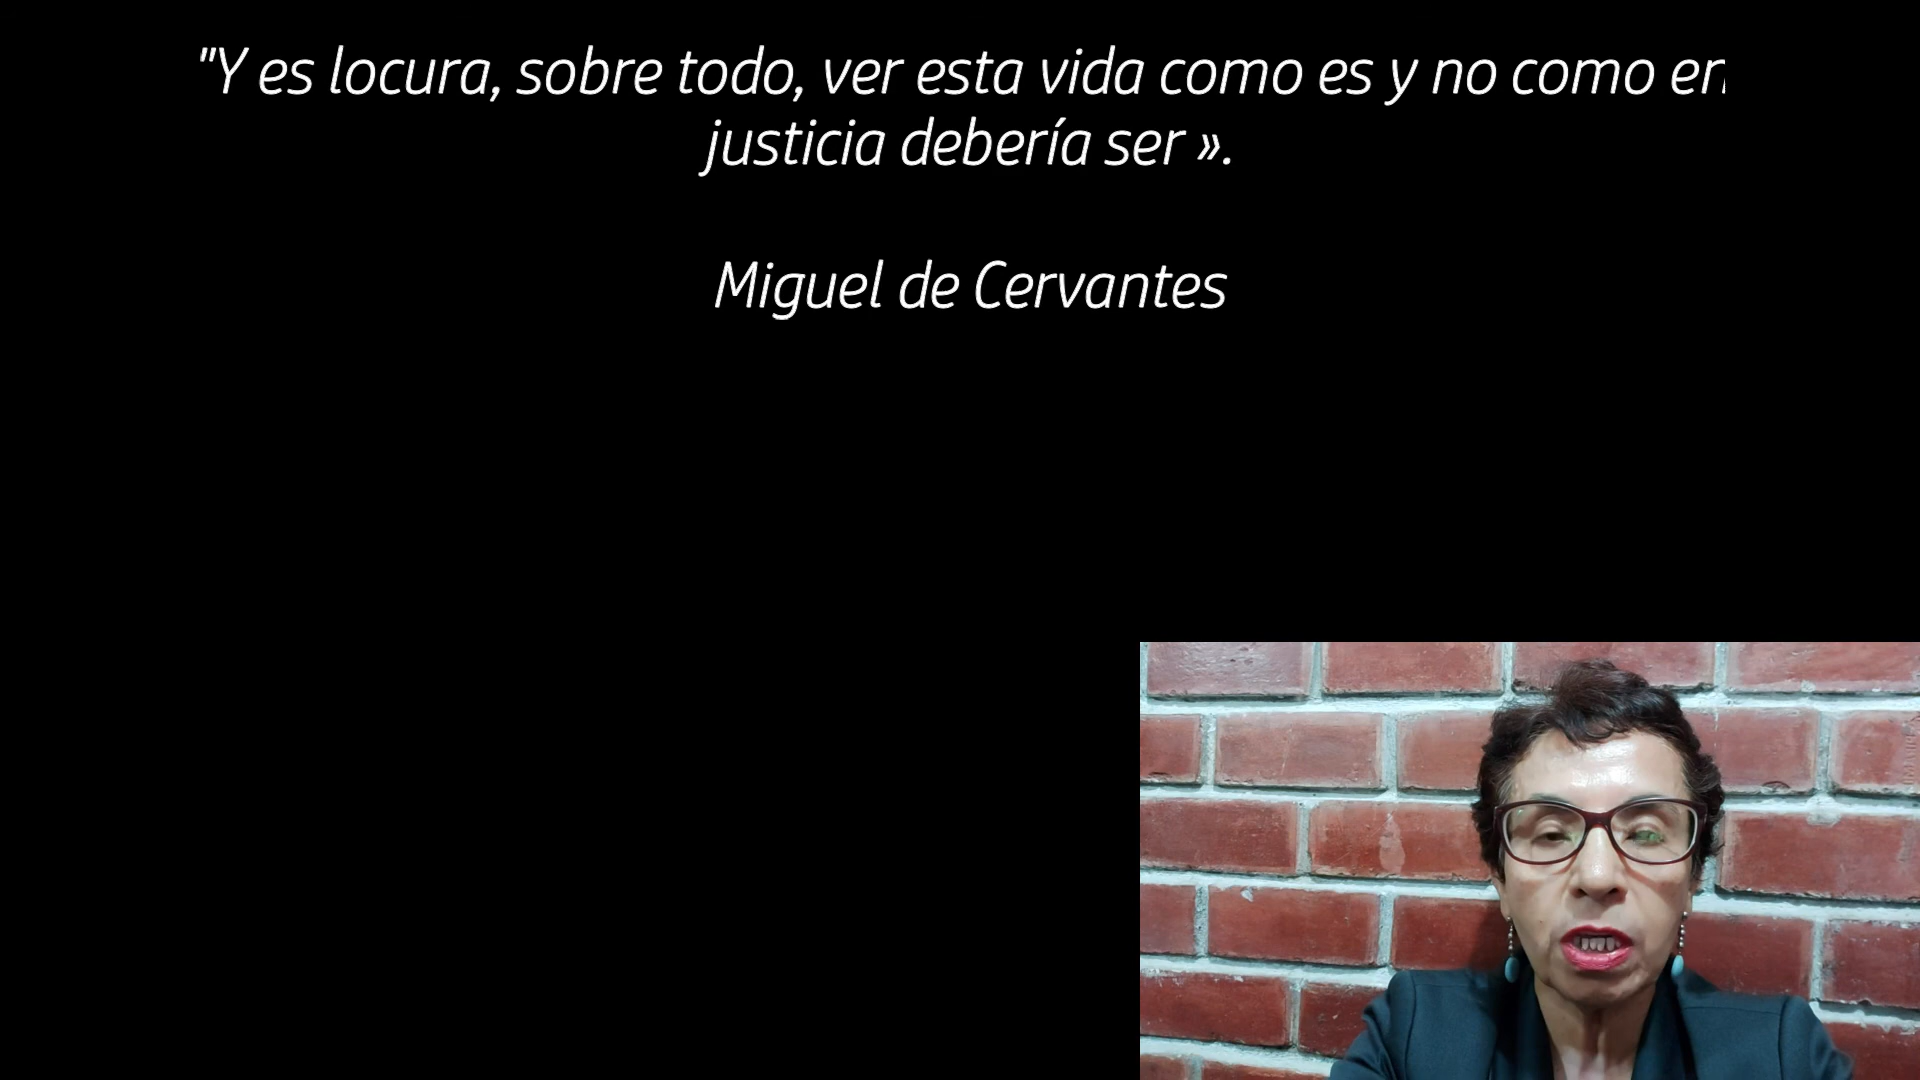 "Y es locura, sobre todo, ver esta vida como es y no como en
justicia debería ser ».
Miguel de Cervantes